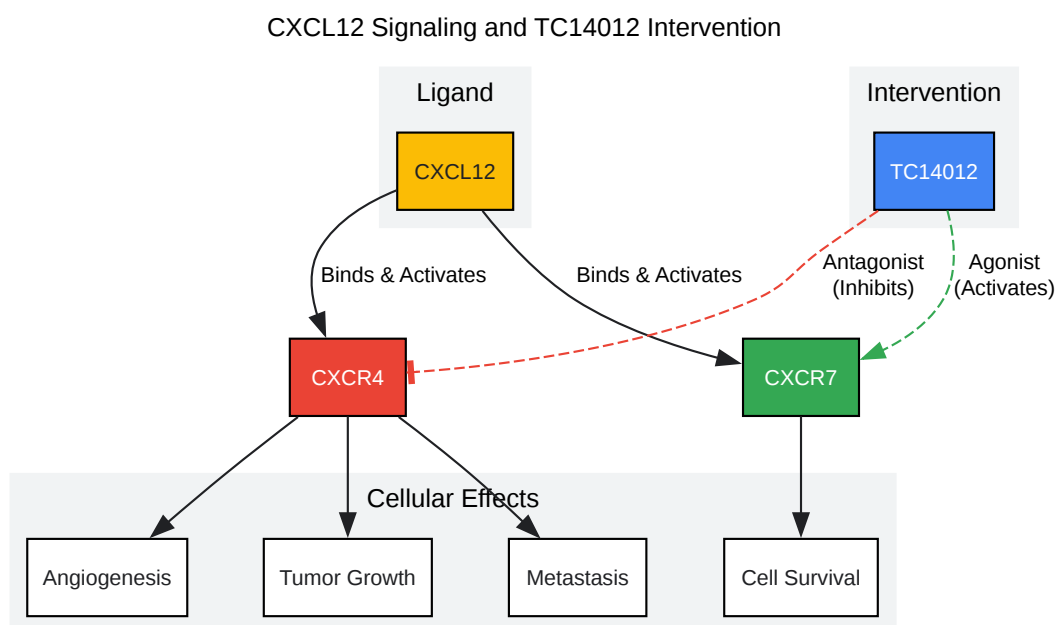 CXCL12 Signaling and TC14012 Intervention
Ligand
Intervention
CXCL12
TC14012
Binds & Activates
Binds & Activates
Antagonist
(Inhibits)
Agonist
(Activates)
CXCR4
CXCR7
Cellular Effects
Angiogenesis
Tumor Growth
Metastasis
Cell Survival